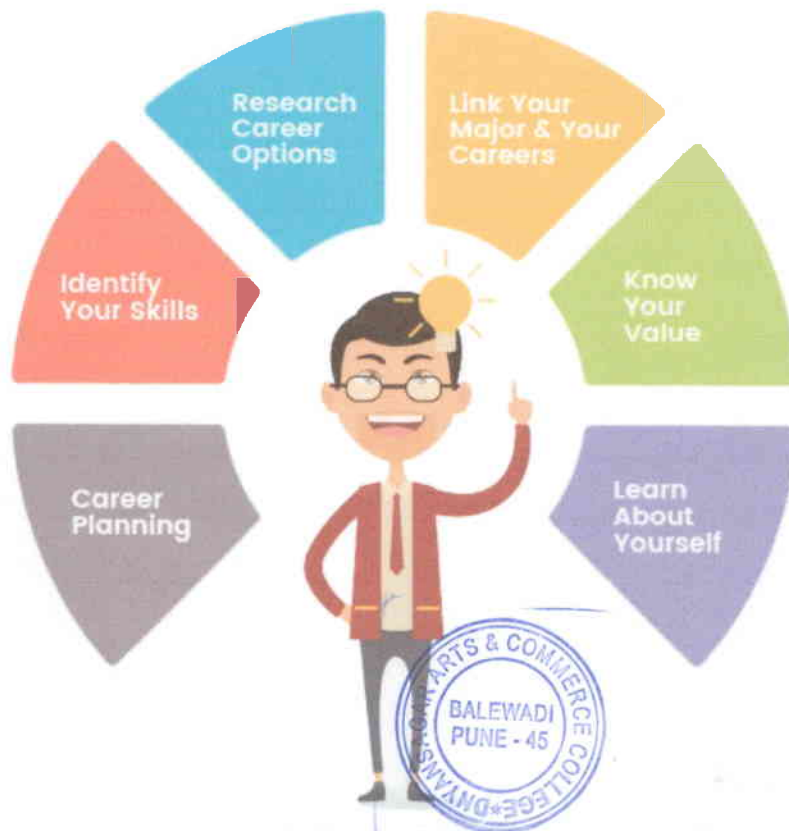 Research
Career
Options
Link Your
Major & Your
Careers
Identify
Your Skills
Know
Your
Value
Career
Planning
Learn
About
Yourself
DNYANSAGAR ARTS & COMMERCE COLLEGE*
BALEWADI
PUNE - 45